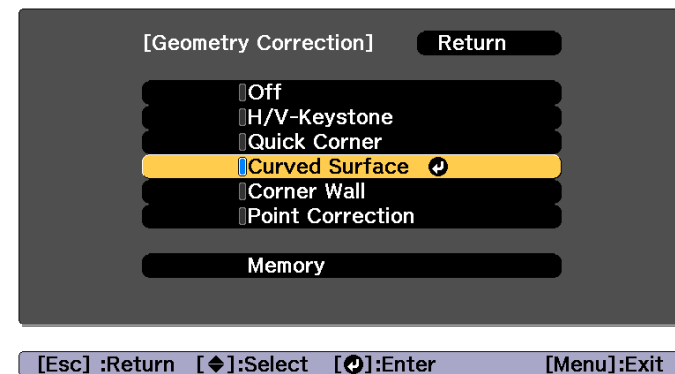 [Geometry Correction] Return
Off
H/V-Keystone
Quick Corner
Curved Surface
Corner Wall
Point Correction
Memory
[Esc] :Return [◆]:Select [⏎]:Enter [Menu]:Exit